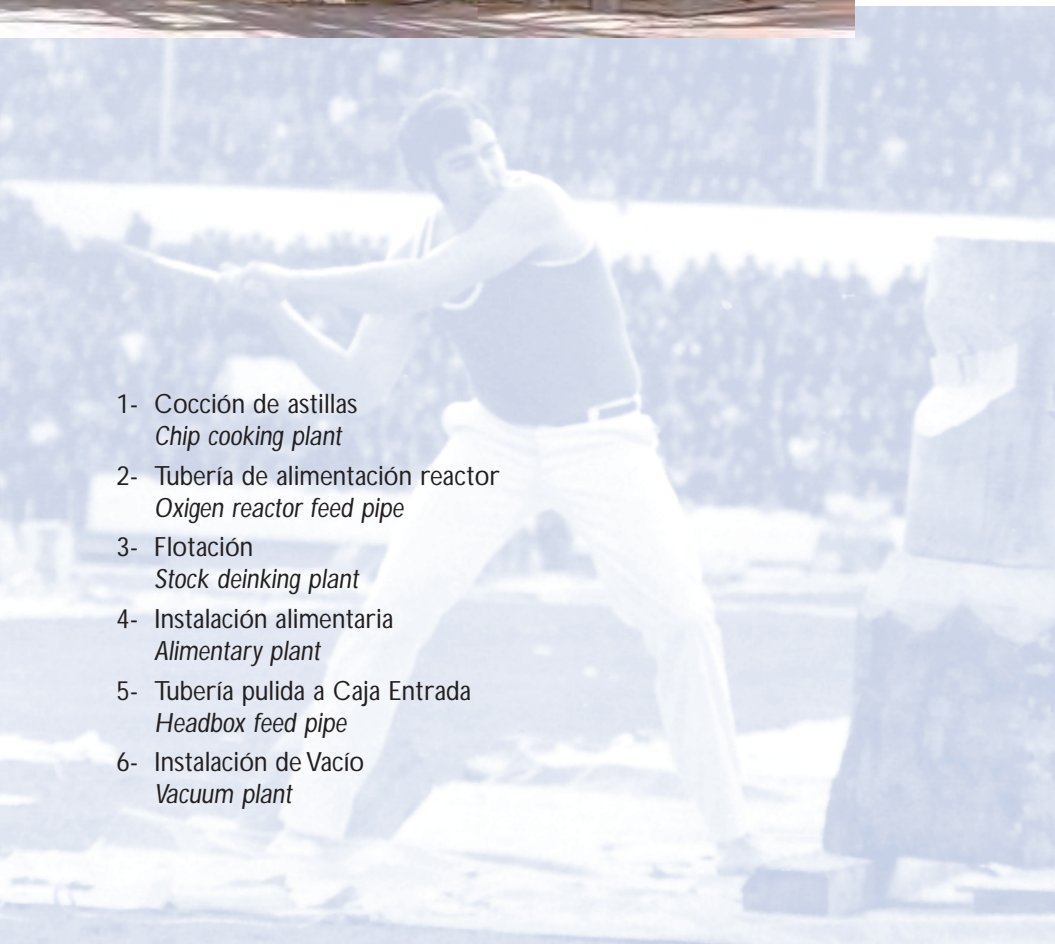 1- Cocción de astillas
Chip cooking plant
2- Tubería de alimentación reactor
Oxigen reactor feed pipe
3- Flotación
Stock deinking plant
4- Instalación alimentaria
Alimentary plant
5- Tubería pulida a Caja Entrada
Headbox feed pipe
6- Instalación de Vacío
Vacuum plant